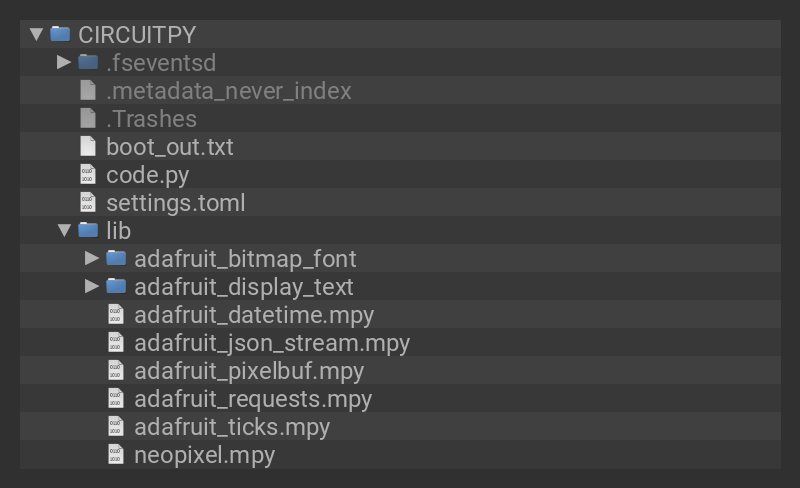 CIRCUITPY
.fseventsd
.metadata_never_index
.Trashes
boot_out.txt
code.py
settings.toml
lib
adafruit_bitmap_font
adafruit_display_text
adafruit_datetime.mpy
adafruit_json_stream.mpy
adafruit_pixelbuf.mpy
adafruit_requests.mpy
adafruit_ticks.mpy
neopixel.mpy